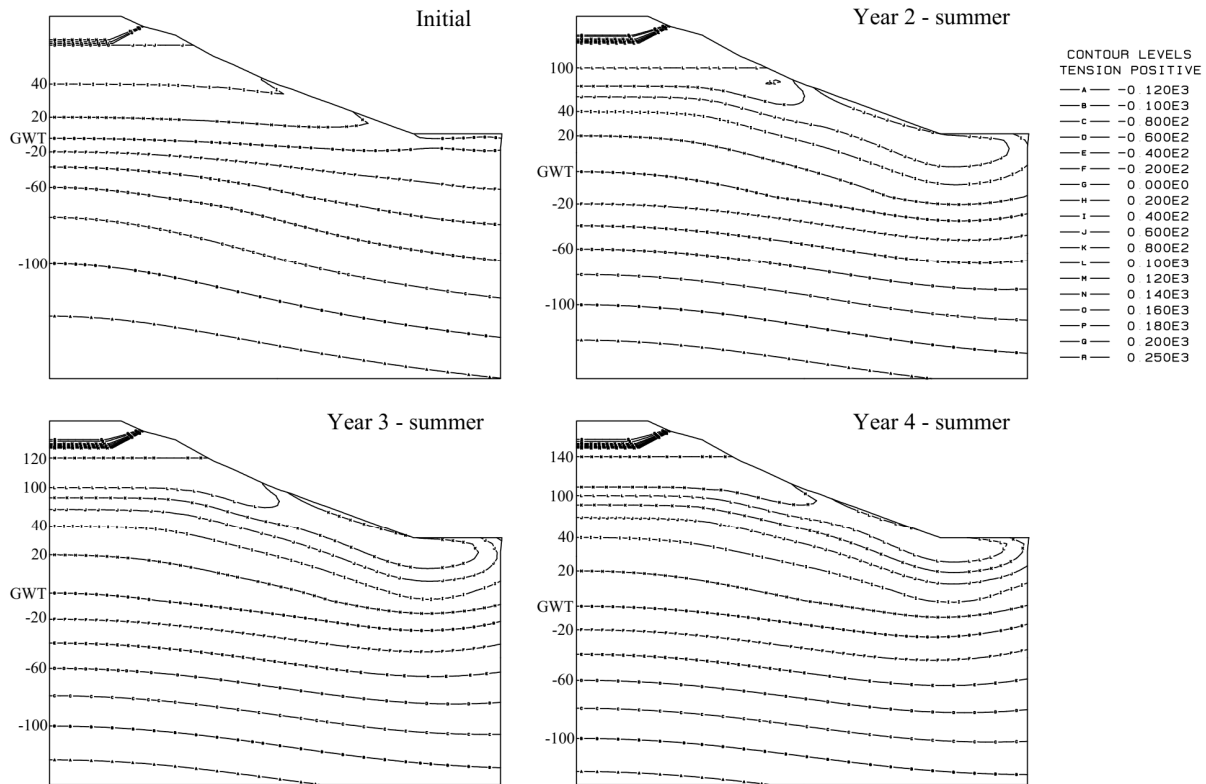 Initial
40
20
GWT
-20
-60
-100
Year 2 - summer
100
40
20
GWT
-20
-60
-100
CONTOUR LEVELS
TENSION POSITIVE
A -0.120E3
B -0.100E3
C -0.800E2
D -0.600E2
E -0.400E2
F -0.200E2
G 0.000E0
H 0.200E2
I 0.400E2
J 0.600E2
K 0.800E2
L 0.100E3
M 0.120E3
N 0.140E3
O 0.160E3
P 0.180E3
Q 0.200E3
R 0.250E3
Year 3 - summer
120
100
40
20
GWT
-20
-60
-100
Year 4 - summer
140
100
40
20
GWT
-20
-60
-100